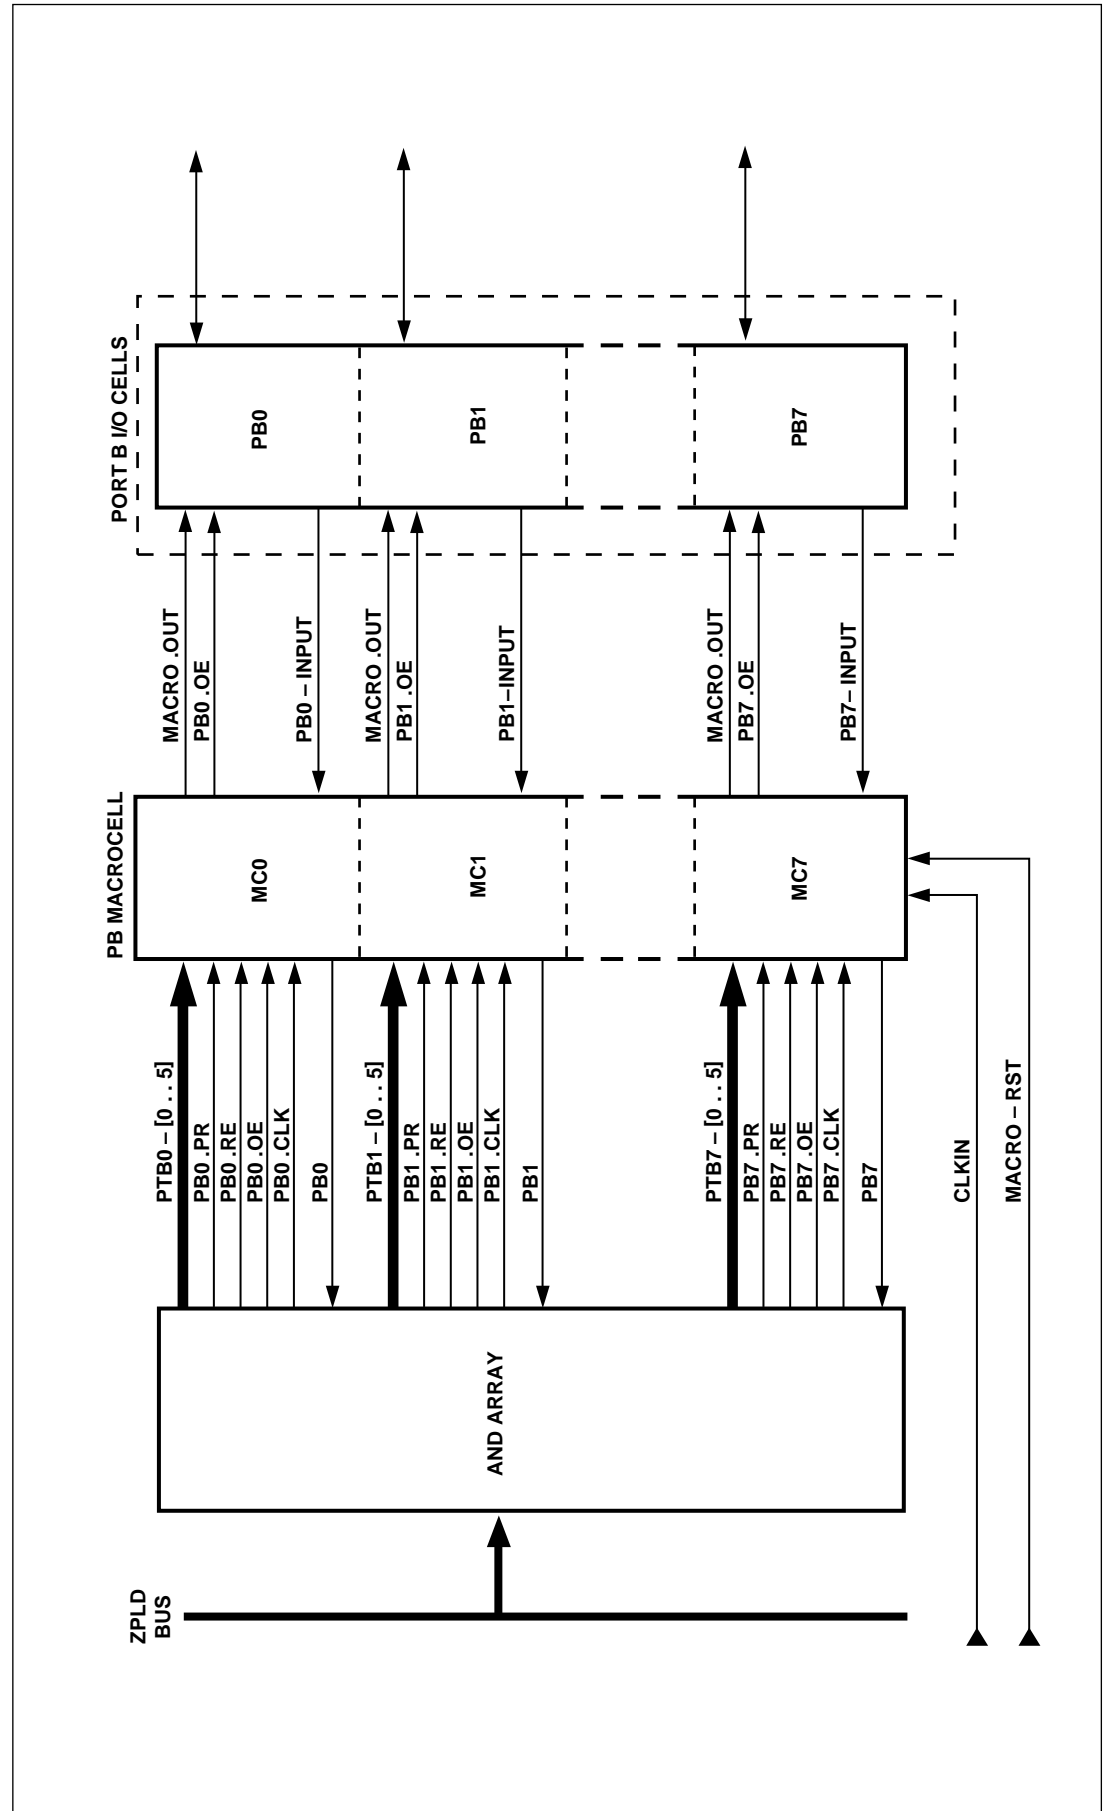 ZPLD
BUS
AND ARRAY
PTB0 – [0 . . 5]
PB0 .PR
PB0 .RE
PB0 .OE
PB0 .CLK
PB0
PTB1 – [0 . . 5]
PB1 .PR
PB1 .RE
PB1 .OE
PB1 .CLK
PB1
PTB7 – [0 . . 5]
PB7 .PR
PB7 .RE
PB7 .OE
PB7 .CLK
PB7
CLKIN
MACRO – RST
PB MACROCELL
MC0
MC1
MC7
MACRO .OUT
PB0 .OE
PB0 – INPUT
MACRO .OUT
PB1 .OE
PB1–INPUT
MACRO .OUT
PB7 .OE
PB7– INPUT
PORT B I/O CELLS
PB0
PB1
PB7